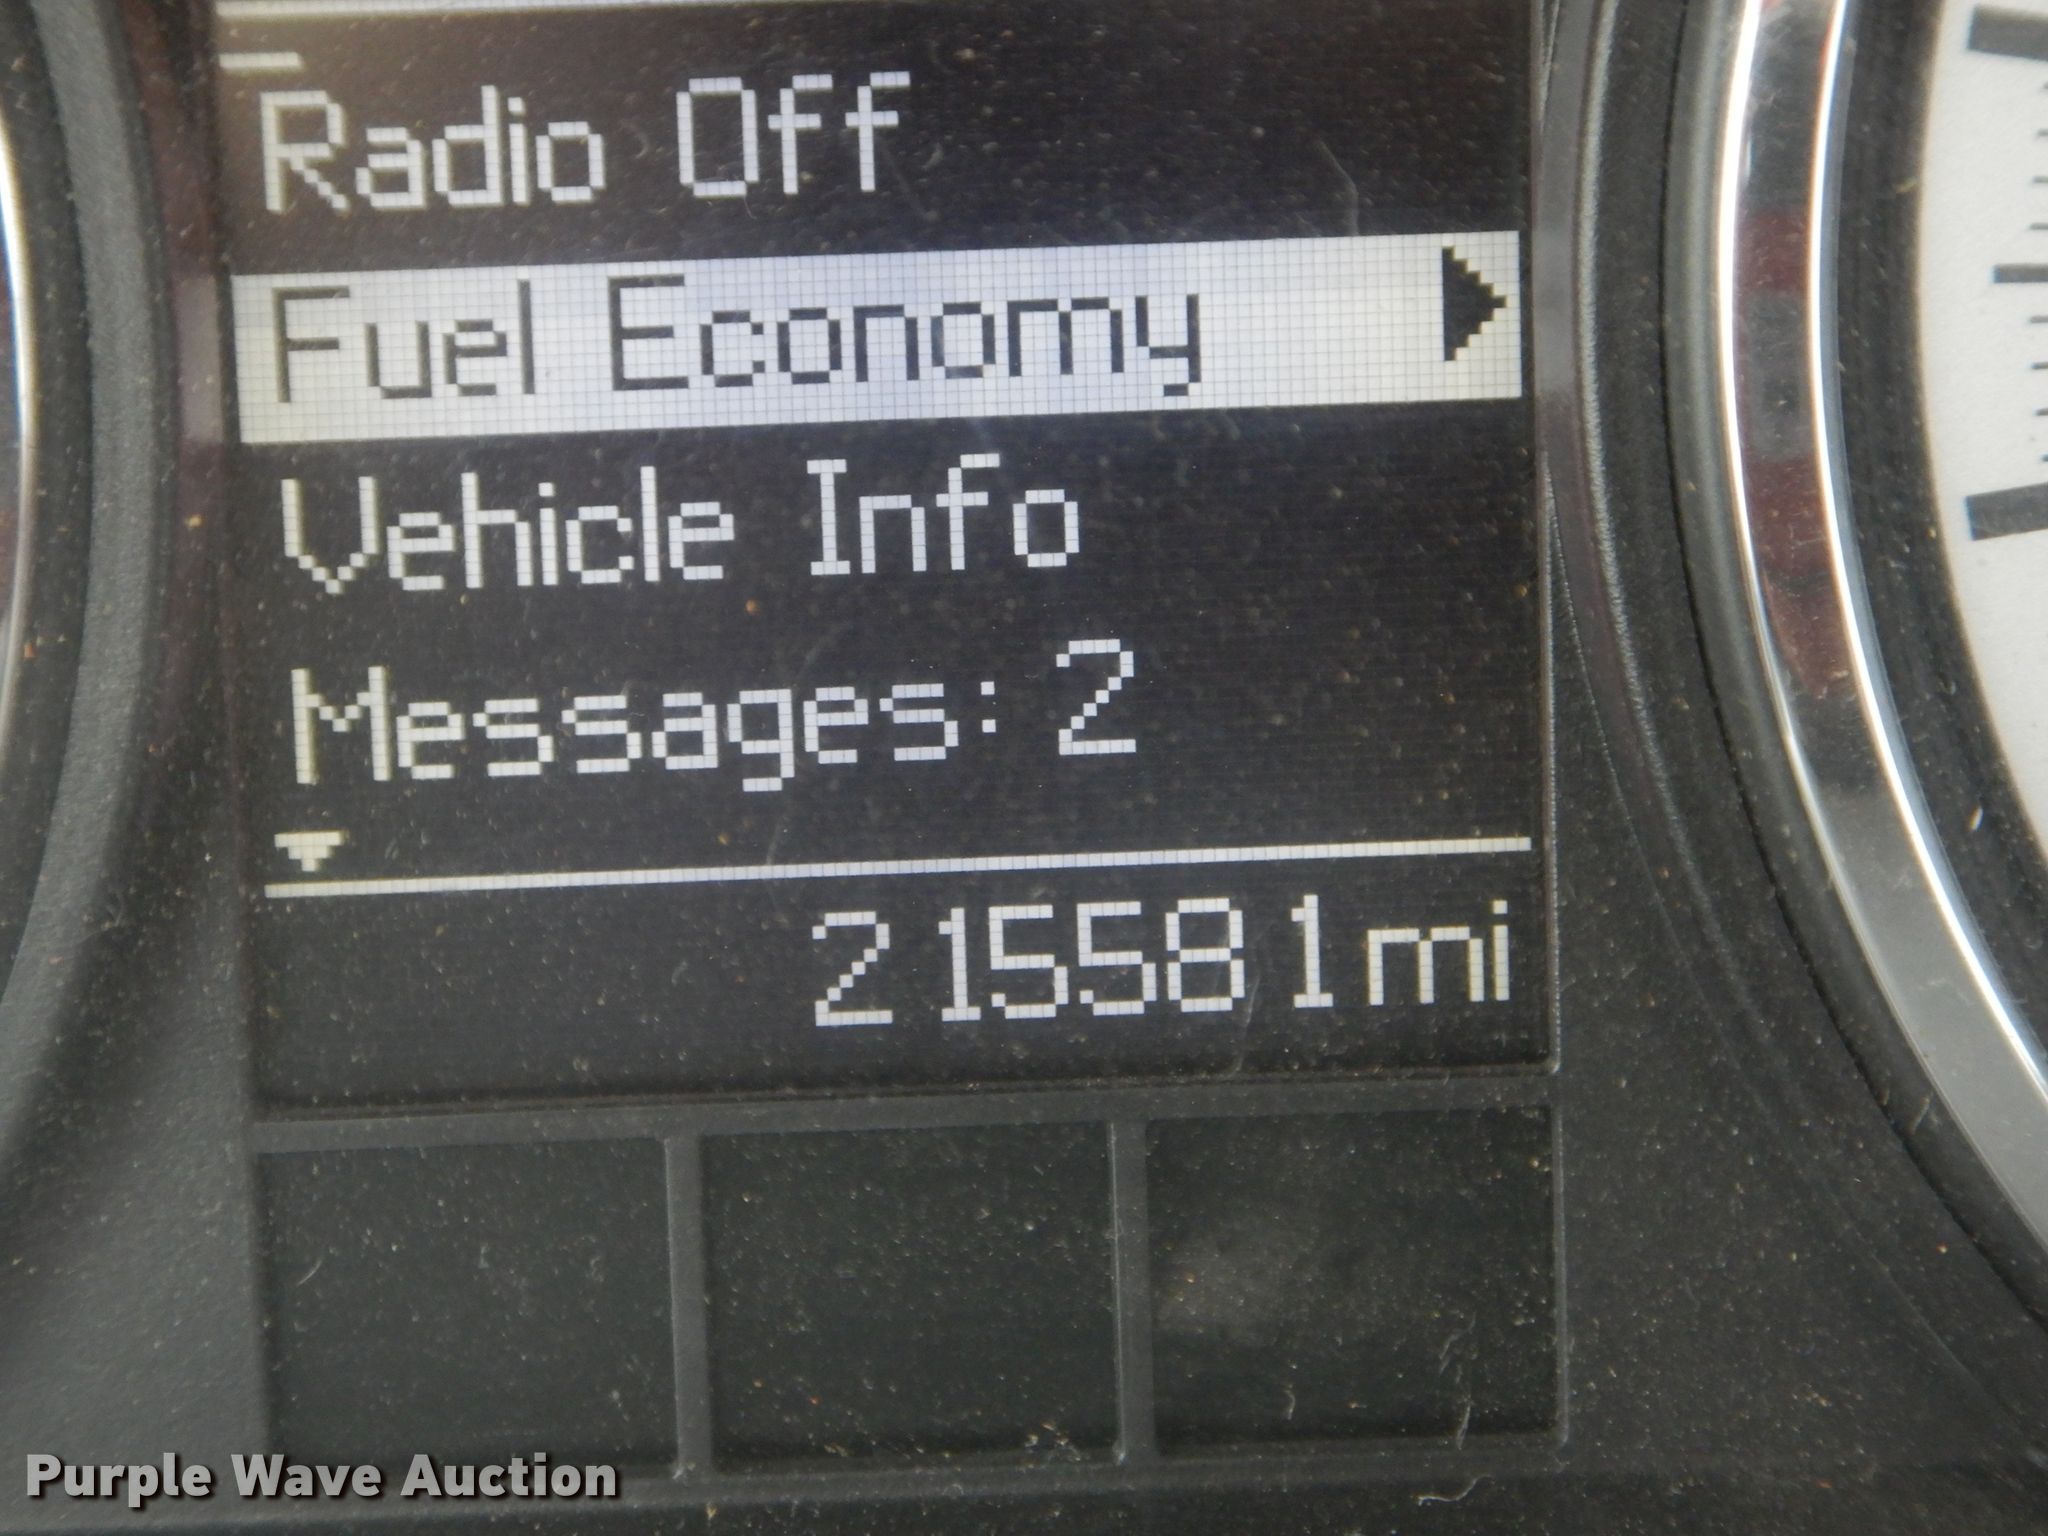 Radio Off
Fuel Economy
Vehicle Info
Messages: 2
215581mi
Purple Wave Auction